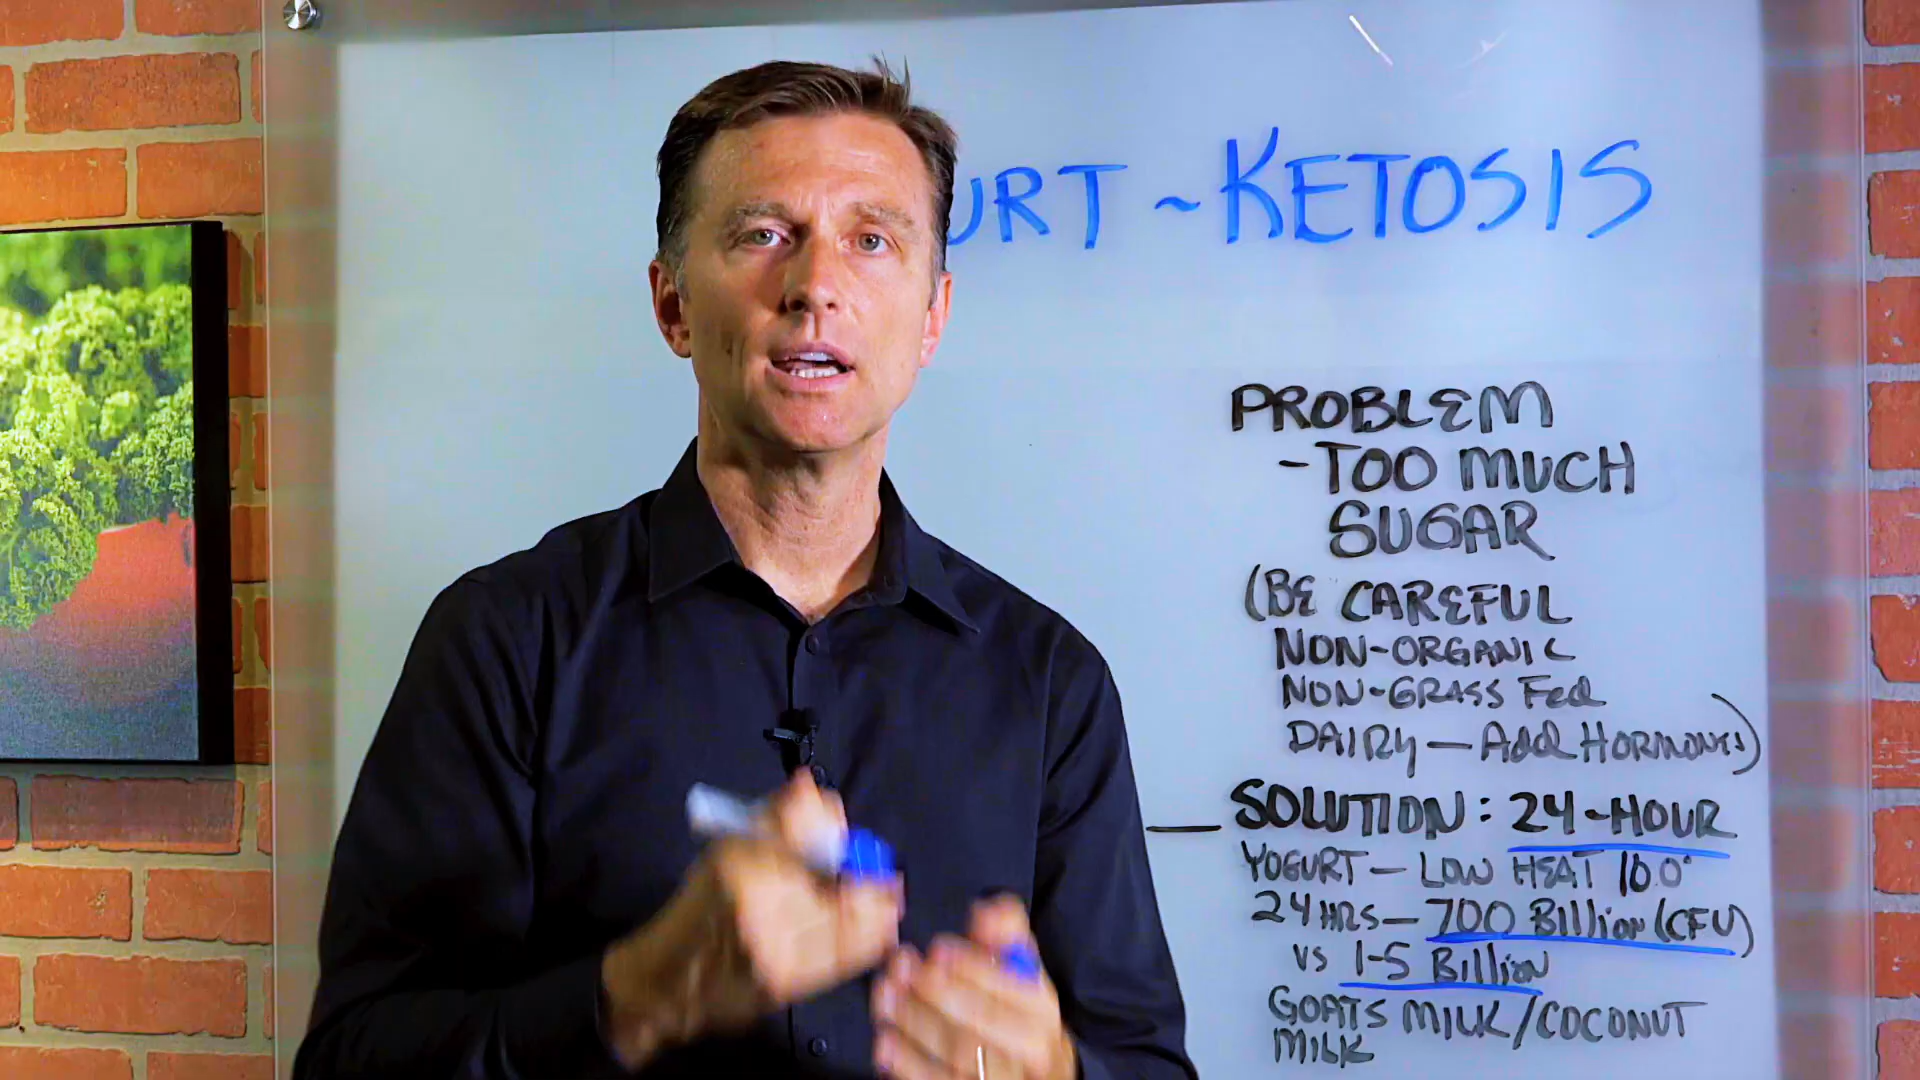 URT ~ KETOSIS
PROBLEM
- TOO MUCH
SUGAR
(BE CAREFUL
NON-ORGANIC
NON-GRASS Fed
DAIRY — Add HORMONES)
— SOLUTION: 24-HOUR
YOGURT — LOW HEAT 100°
24 HRS — 700 Billion (CFU)
VS 1-5 Billion
GOATS MILK/COCONUT
MILK